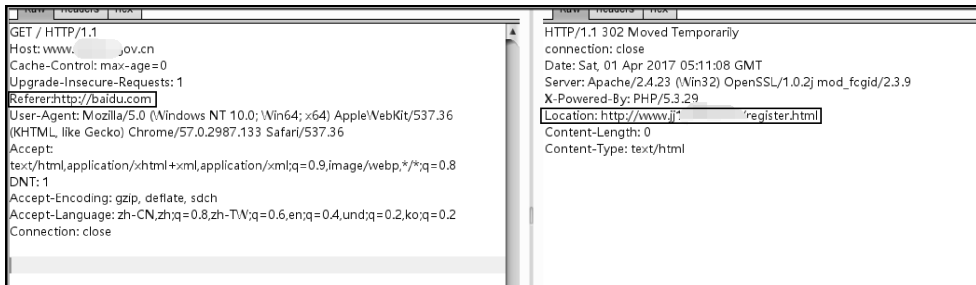 Raw Headers Hex
GET / HTTP/1.1
Host: www. ov.cn
Cache-Control: max-age=0
Upgrade-Insecure-Requests: 1
Referer:http://baidu.com
User-Agent: Mozilla/5.0 (Windows NT 10.0; Win64; x64) AppleWebKit/537.36
(KHTML, like Gecko) Chrome/57.0.2987.133 Safari/537.36
Accept:
text/html,application/xhtml+xml,application/xml;q=0.9,image/webp,*/*;q=0.8
DNT: 1
Accept-Encoding: gzip, deflate, sdch
Accept-Language: zh-CN,zh;q=0.8,zh-TW;q=0.6,en;q=0.4,und;q=0.2,ko;q=0.2
Connection: close
Raw Headers Hex
HTTP/1.1 302 Moved Temporarily
connection: close
Date: Sat, 01 Apr 2017 05:11:08 GMT
Server: Apache/2.4.23 (Win32) OpenSSL/1.0.2j mod_fcgid/2.3.9
X-Powered-By: PHP/5.3.29
Location: http://www.jj1 /register.html
Content-Length: 0
Content-Type: text/html